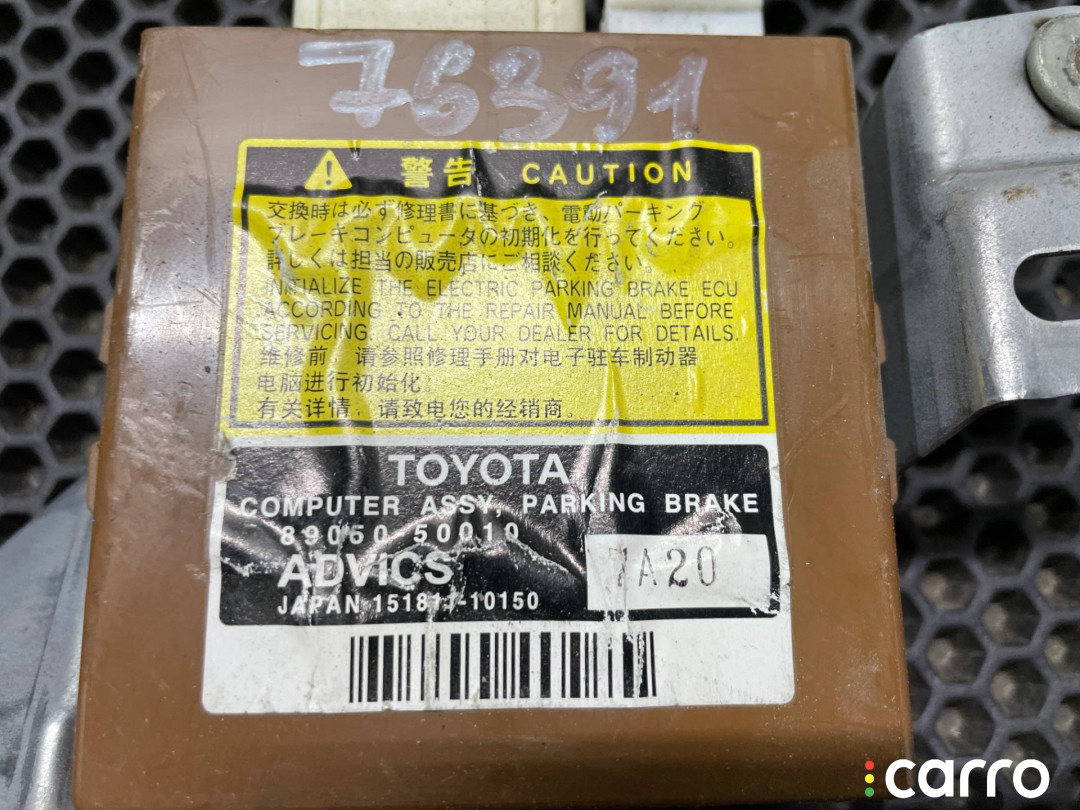 76391
警告 CAUTION
交換時は必ず修理書に基づき、電動パーキング
ブレーキコンピュータの初期化を行ってください。
詳しくは担当の販売店にご相談ください。
INITIALIZE THE ELECTRIC PARKING BRAKE ECU
ACCORDING TO THE REPAIR MANUAL BEFORE
SERVICING. CALL YOUR DEALER FOR DETAILS.
维修前，请参照修理手册对电子驻车制动器
电脑进行初始化.
有关详情，请致电您的经销商。
TOYOTA
COMPUTER ASSY, PARKING BRAKE
89050 50010
7A20
ADVICS
JAPAN 151811-10150
carro